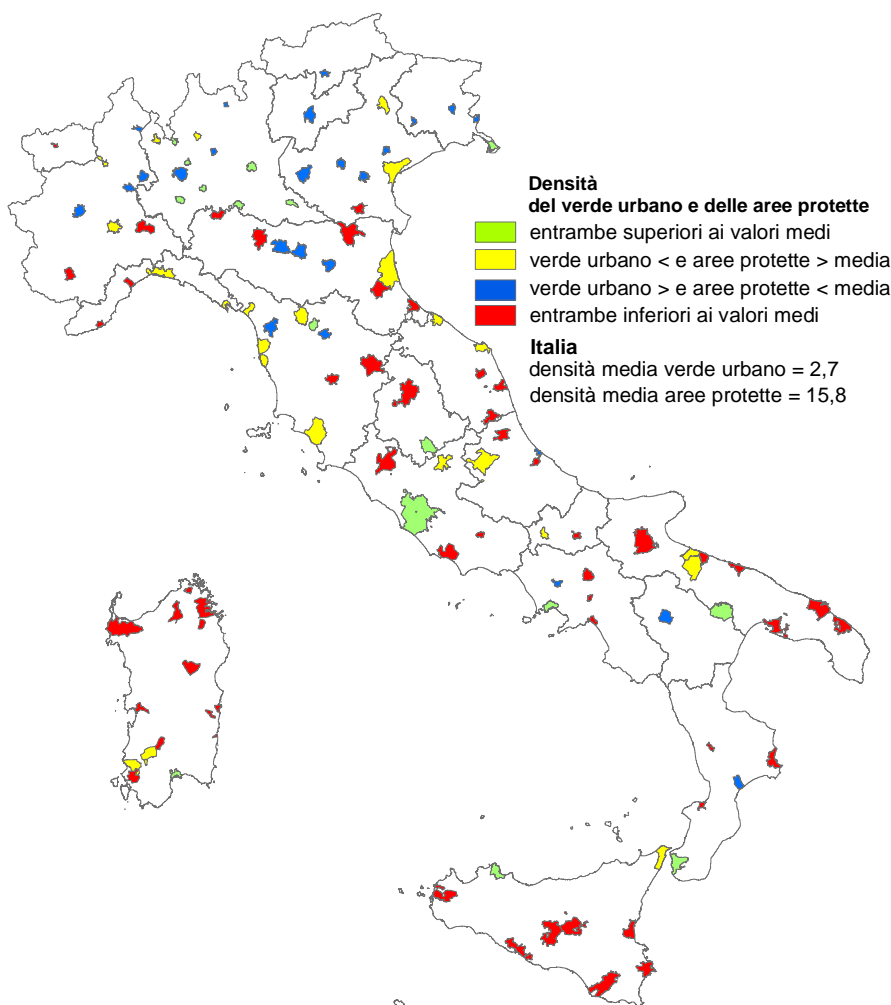 Densità
del verde urbano e delle aree protette
entrambe superiori ai valori medi
verde urbano < e aree protette > media
verde urbano > e aree protette < media
entrambe inferiori ai valori medi
Italia
densità media verde urbano = 2,7
densità media aree protette = 15,8